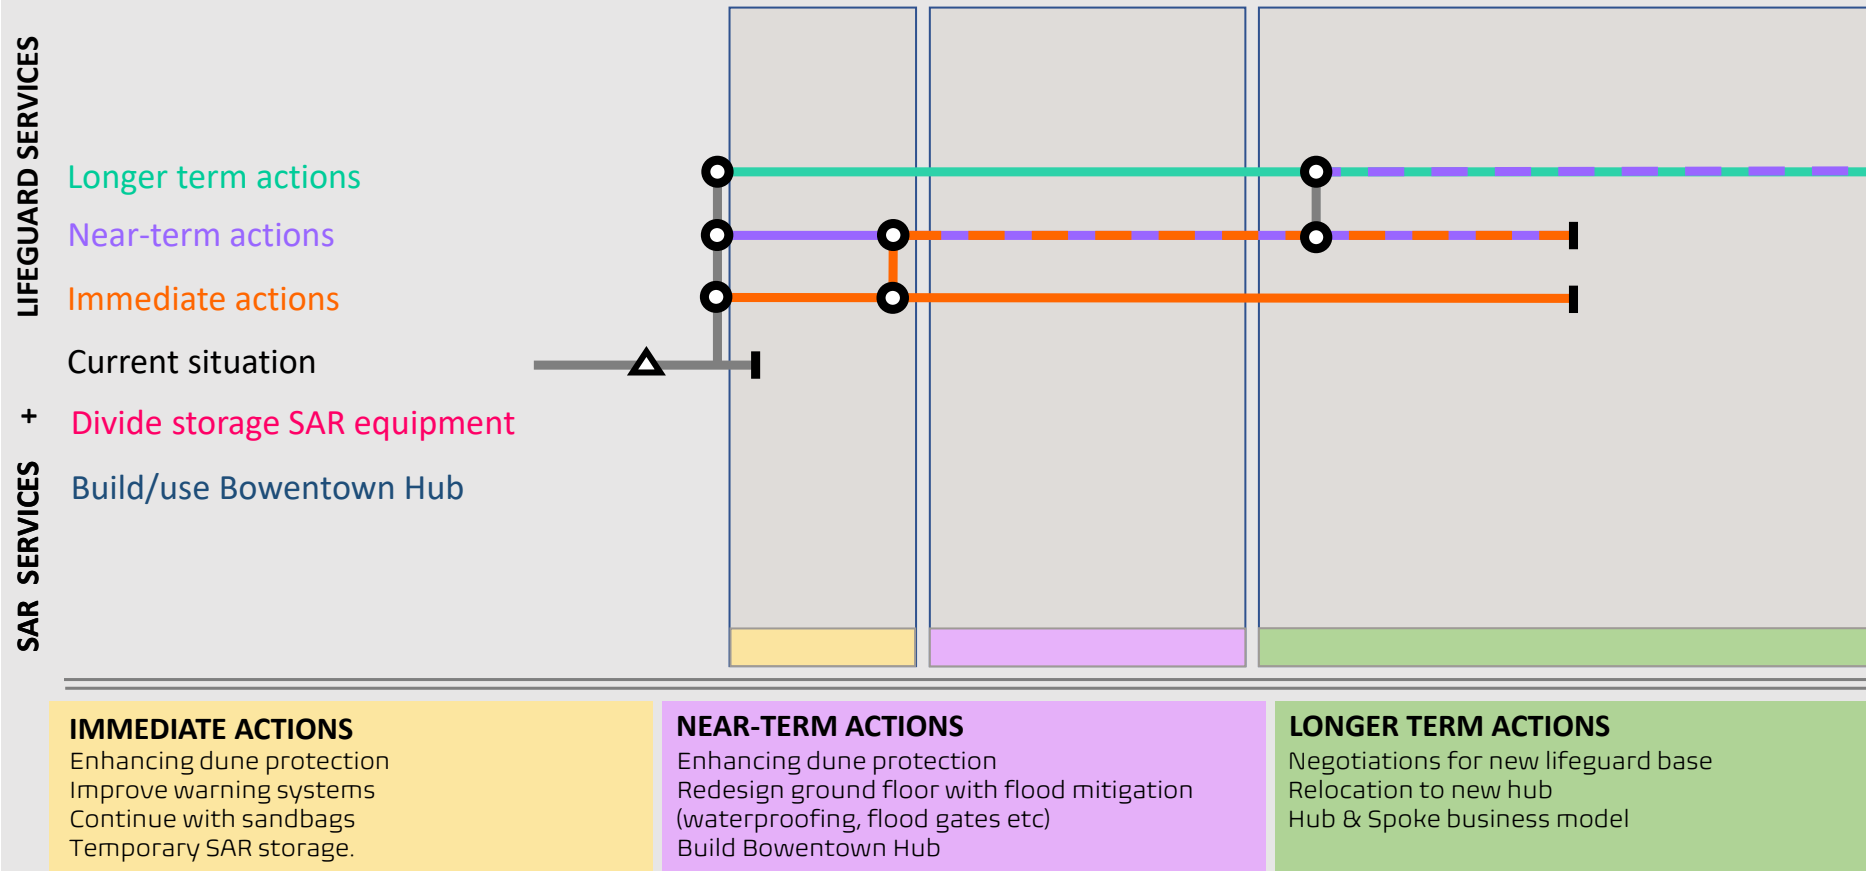 LIFEGUARD SERVICES
+
SAR SERVICES
Longer term actions
Near-term actions
Immediate actions
Current situation
Divide storage SAR equipment
Build/use Bowentown Hub
IMMEDIATE ACTIONS
Enhancing dune protection
Improve warning systems
Continue with sandbags
Temporary SAR storage.
NEAR-TERM ACTIONS
Enhancing dune protection
Redesign ground floor with flood mitigation
(waterproofing, flood gates etc)
Build Bowentown Hub
LONGER TERM ACTIONS
Negotiations for new lifeguard base
Relocation to new hub
Hub & Spoke business model